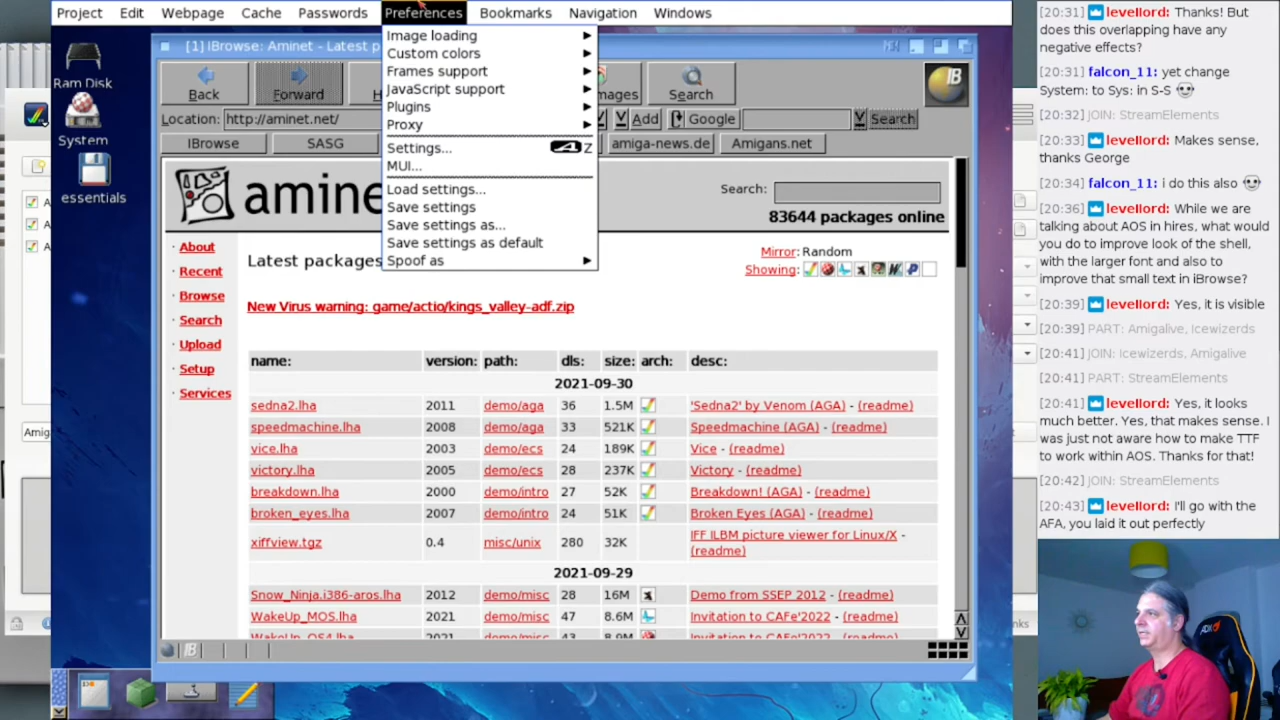 Project Edit Webpage Cache Passwords Preferences Bookmarks Navigation Windows
Image loading
Custom colors
Frames support
JavaScript support
Plugins
Proxy
Settings... A Z
MUI...
Load settings...
Save settings
Save settings as...
Save settings as default
Spoof as
Ram Disk
System
essentials
[1] IBrowse: Aminet - Latest p
Back Forward Search
Location: http://aminet.net/ Add Google Search
IBrowse SASG amiga-news.de Amigans.net
aminet
Search:
83644 packages online
About
Recent
Browse
Search
Upload
Setup
Services
Latest packages
Mirror: Random
Showing:
New Virus warning: game/actio/kings_valley-adf.zip
name: version: path: dls: size: arch: desc:
2021-09-30
sedna2.lha 2011 demo/aga 36 1.5M 'Sedna2' by Venom (AGA) - (readme)
speedmachine.lha 2008 demo/aga 33 521K Speedmachine (AGA) - (readme)
vice.lha 2003 demo/ecs 24 189K Vice - (readme)
victory.lha 2005 demo/ecs 28 237K Victory - (readme)
breakdown.lha 2000 demo/intro 27 52K Breakdown! (AGA) - (readme)
broken_eyes.lha 2007 demo/intro 24 51K Broken Eyes (AGA) - (readme)
xiffview.tgz 0.4 misc/unix 280 32K IFF ILBM picture viewer for Linux/X -
(readme)
2021-09-29
Snow_Ninja.i386-aros.lha 2012 demo/misc 28 16M Demo from SSEP 2012 - (readme)
WakeUp_MOS.lha 2021 demo/misc 47 8.6M Invitation to CAFe'2022 - (readme)
WakeUp_OS4.lha 2021 demo/misc 43 8.9M Invitation to CAFe'2022 - (readme)
[20:31] levellord: Thanks! But
does this overlapping have any
negative effects?
[20:31] falcon_11: yet change
System: to Sys: in S-S
[20:32] JOIN: StreamElements
[20:33] levellord: Makes sense,
thanks George
[20:34] falcon_11: i do this also
[20:36] levellord: While we are
talking about AOS in hires, what would
you do to improve look of the shell,
with the larger font and also to
improve that small text in iBrowse?
[20:39] levellord: Yes, it is visible
[20:39] PART: Amigalive, Icewizerds
[20:41] JOIN: Icewizerds, Amigalive
[20:41] PART: StreamElements
[20:41] levellord: Yes, it looks
much better. Yes, that makes sense. I
was just not aware how to make TTF
to work within AOS. Thanks for that!
[20:42] JOIN: StreamElements
[20:43] levellord: I'll go with the
AFA, you laid it out perfectly